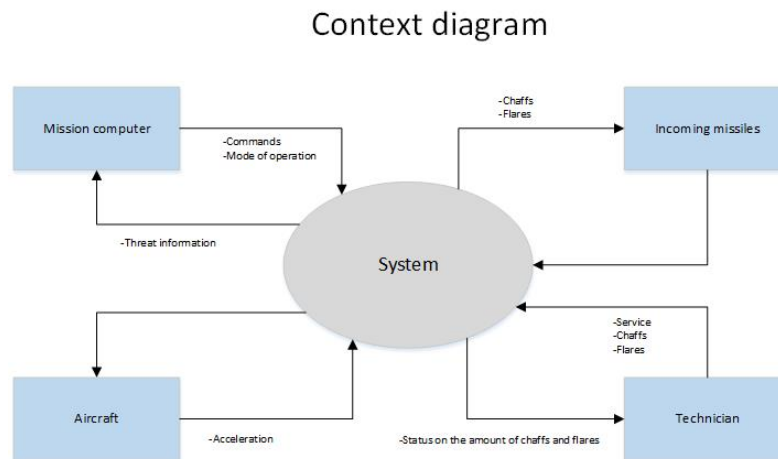 Context diagram
Mission computer
-Commands
-Mode of operation
-Chaffs
-Flares
Incoming missiles
-Threat information
System
-Service
-Chaffs
-Flares
Aircraft
-Acceleration
-Status on the amount of chaffs and flares
Technician